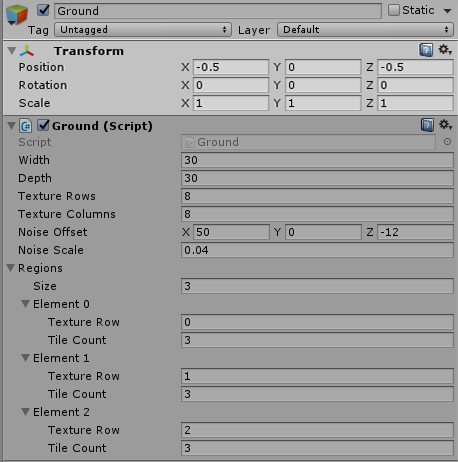 Ground Static
Tag Untagged Layer Default
Transform
Position X -0.5 Y 0 Z -0.5
Rotation X 0 Y 0 Z 0
Scale X 1 Y 1 Z 1
Ground (Script)
Script Ground
Width 30
Depth 30
Texture Rows 8
Texture Columns 8
Noise Offset X 50 Y 0 Z -12
Noise Scale 0.04
Regions
Size 3
Element 0
Texture Row 0
Tile Count 3
Element 1
Texture Row 1
Tile Count 3
Element 2
Texture Row 2
Tile Count 3